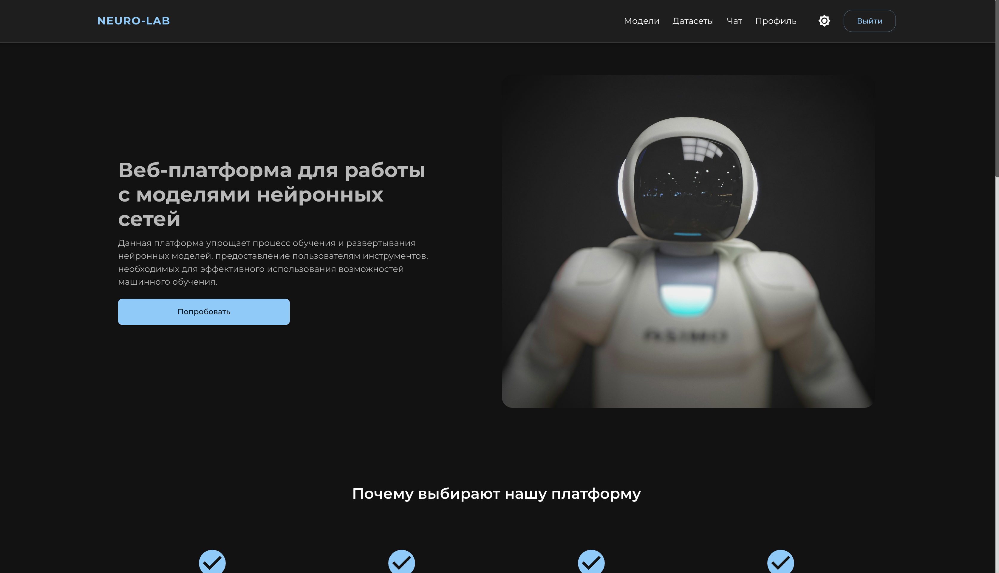 NEURO-LAB
Модели Датасеты Чат Профиль Выйти
Веб-платформа для работы
с моделями нейронных
сетей
Данная платформа упрощает процесс обучения и развертывания
нейронных моделей, предоставление пользователям инструментов,
необходимых для эффективного использования возможностей
машинного обучения.
Попробовать
ASIMO
Почему выбирают нашу платформу